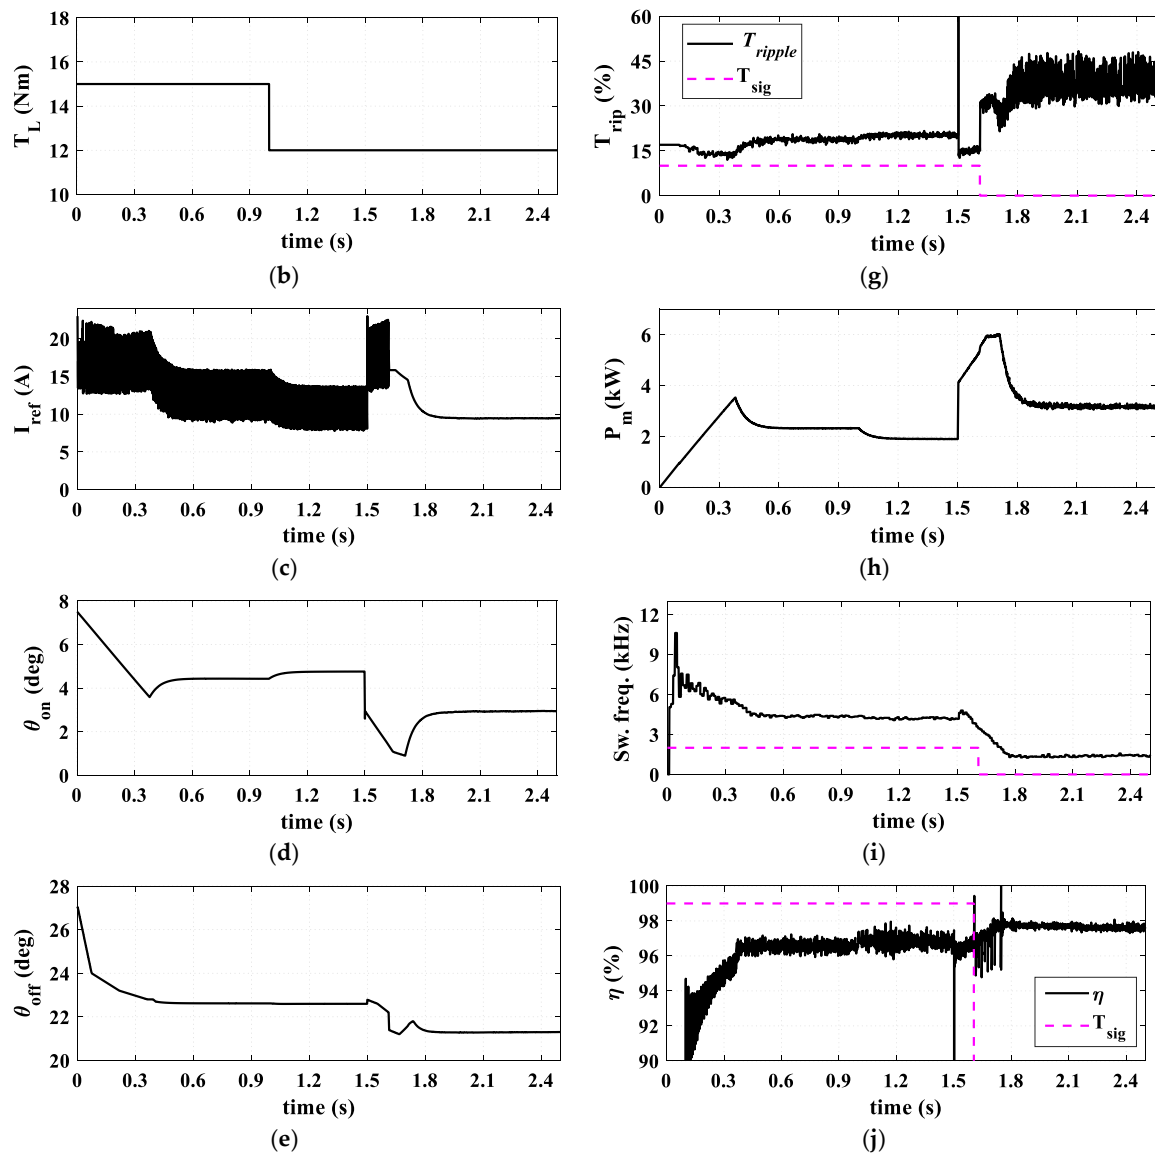 18
16
14
12
10
T_L (Nm)
0 0.3 0.6 0.9 1.2 1.5 1.8 2.1 2.4
time (s)
(b)
20
15
10
5
0
I_ref (A)
0 0.3 0.6 0.9 1.2 1.5 1.8 2.1 2.4
time (s)
(c)
8
6
4
2
0
θ_on (deg)
0 0.3 0.6 0.9 1.2 1.5 1.8 2.1 2.4
time (s)
(d)
28
26
24
22
20
θ_off (deg)
0 0.3 0.6 0.9 1.2 1.5 1.8 2.1 2.4
time (s)
(e)
60
45
30
15
0
T_rip (%)
T_ripple
T_sig
0.3 0.6 0.9 1.2 1.5 1.8 2.1 2.4
time (s)
(g)
6
4
2
0
P_m (kW)
0 0.3 0.6 0.9 1.2 1.5 1.8 2.1 2.4
time (s)
(h)
12
9
6
3
0
Sw. freq. (kHz)
0 0.3 0.6 0.9 1.2 1.5 1.8 2.1 2.4
time (s)
(i)
100
98
96
94
92
90
η (%)
η
T_sig
0 0.3 0.6 0.9 1.2 1.5 1.8 2.1 2.4
time (s)
(j)